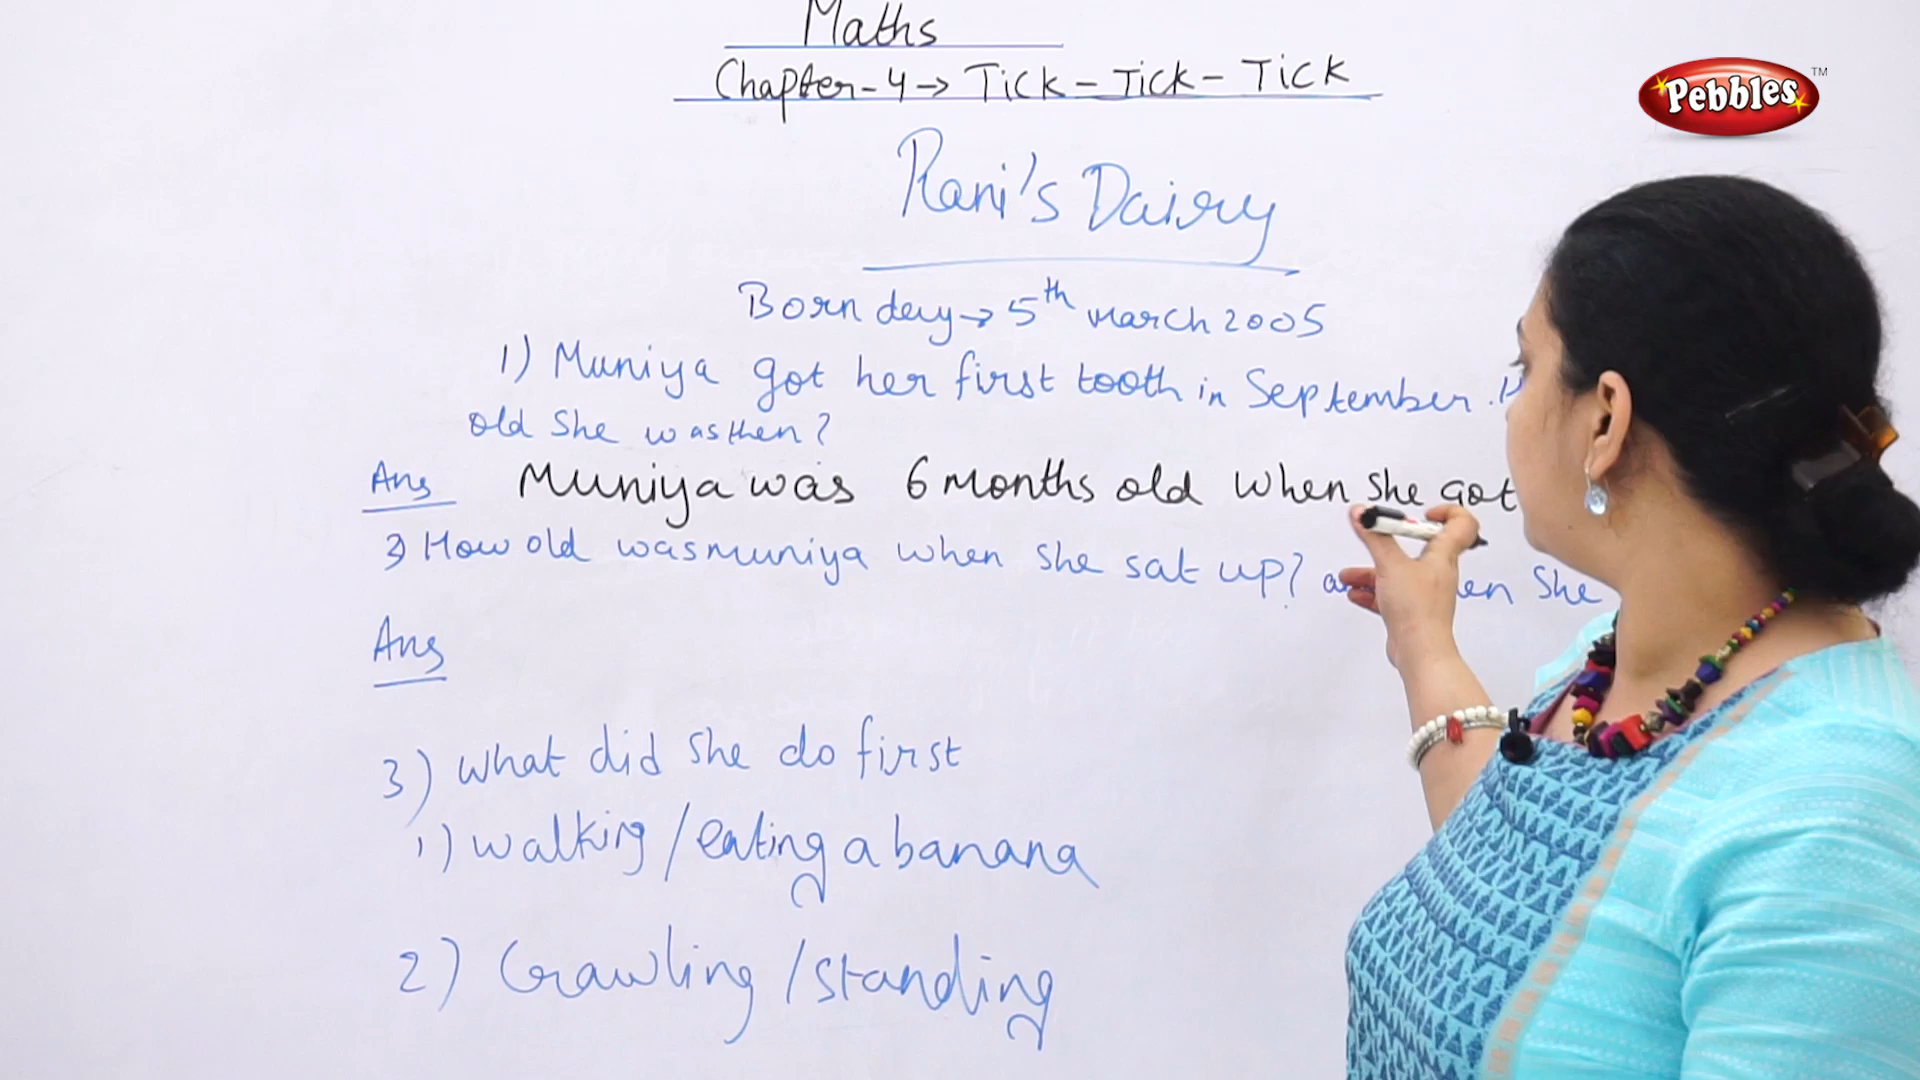 Maths
Chapter-4→ Tick-Tick-Tick
Pebbles TM
Rani's Dairy
Born day→ 5th March 2005
1) Muniya got her first tooth in September.
old she was then?
Ans Muniya was 6 months old when she got
How old was muniya when she sat up? she
Ans
3) What did she do first
1) walking/eating a banana
2) Crawling/standing